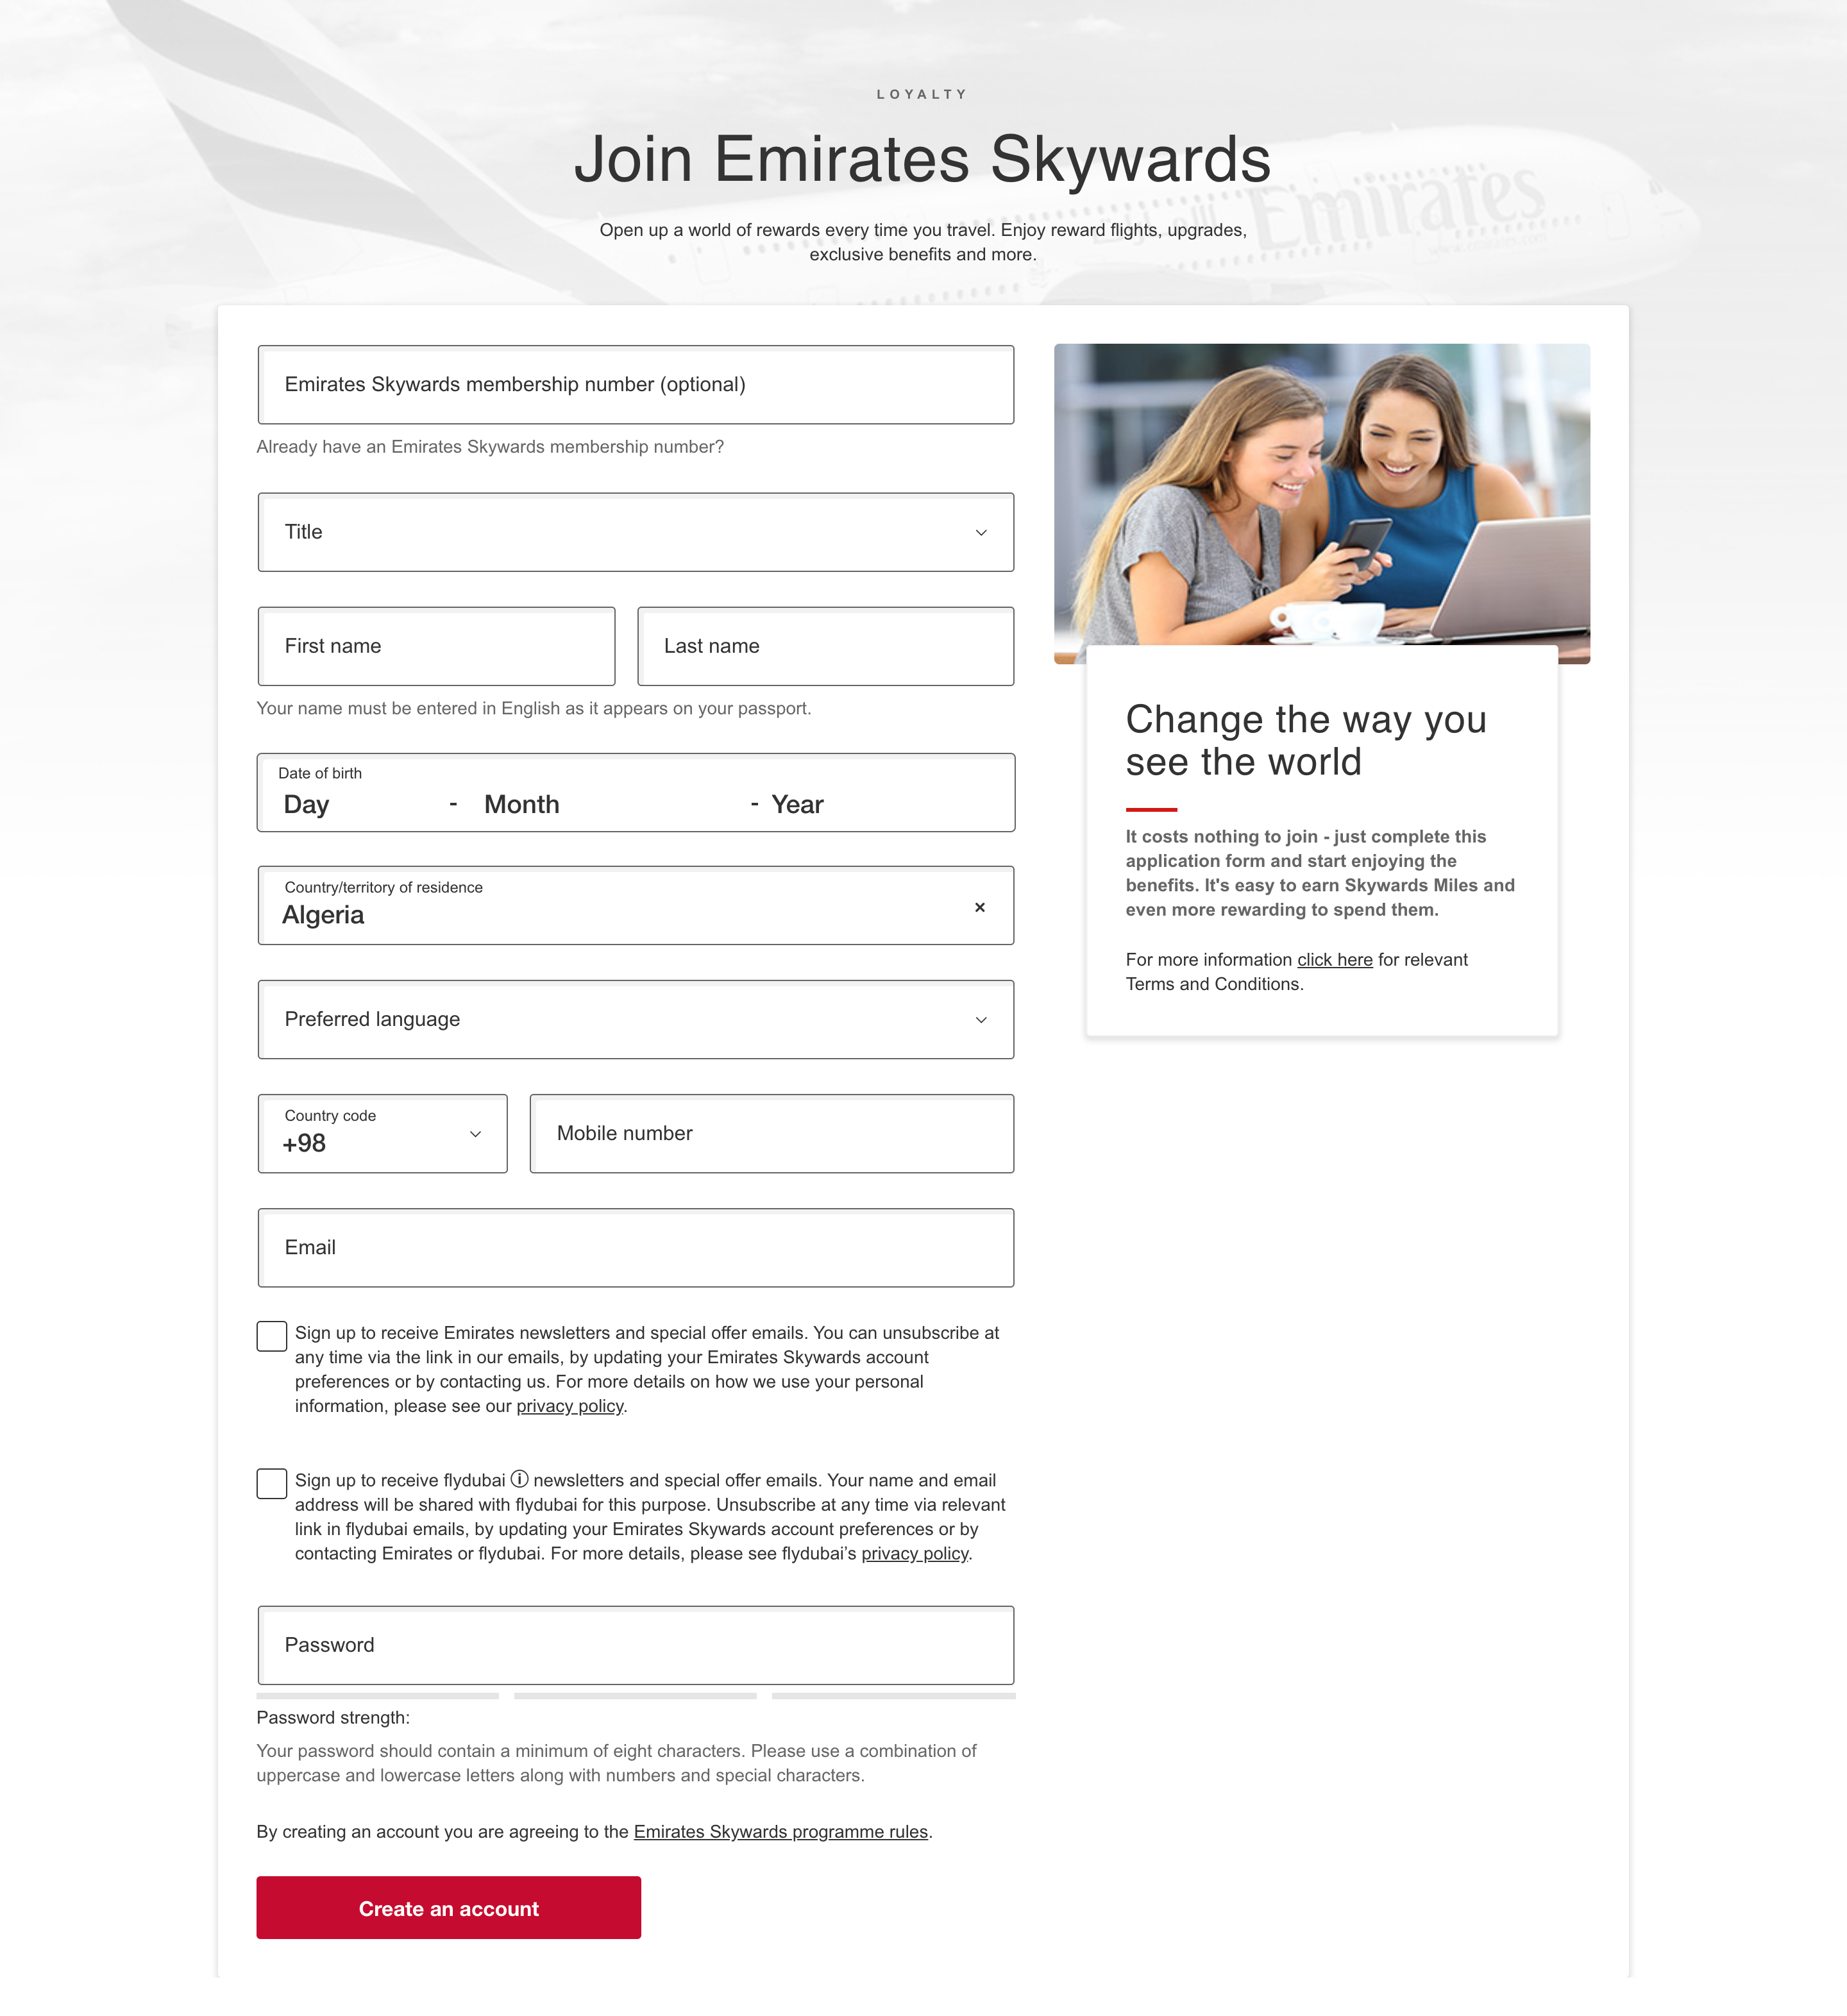 LOYALTY
Join Emirates Skywards
Open up a world of rewards every time you travel. Enjoy reward flights, upgrades,
exclusive benefits and more.
Emirates
www.emirates.com
Emirates Skywards membership number (optional)
Already have an Emirates Skywards membership number?
Title
First name
Last name
Your name must be entered in English as it appears on your passport.
Date of birth
Day - Month - Year
Country/territory of residence
Algeria
Preferred language
Country code
+98
Mobile number
Email
Sign up to receive Emirates newsletters and special offer emails. You can unsubscribe at
any time via the link in our emails, by updating your Emirates Skywards account
preferences or by contacting us. For more details on how we use your personal
information, please see our privacy policy.
Sign up to receive flydubai ⓘ newsletters and special offer emails. Your name and email
address will be shared with flydubai for this purpose. Unsubscribe at any time via relevant
link in flydubai emails, by updating your Emirates Skywards account preferences or by
contacting Emirates or flydubai. For more details, please see flydubai’s privacy policy.
Password
Password strength:
Your password should contain a minimum of eight characters. Please use a combination of
uppercase and lowercase letters along with numbers and special characters.
By creating an account you are agreeing to the Emirates Skywards programme rules.
Create an account
Change the way you
see the world
It costs nothing to join - just complete this
application form and start enjoying the
benefits. It's easy to earn Skywards Miles and
even more rewarding to spend them.
For more information click here for relevant
Terms and Conditions.